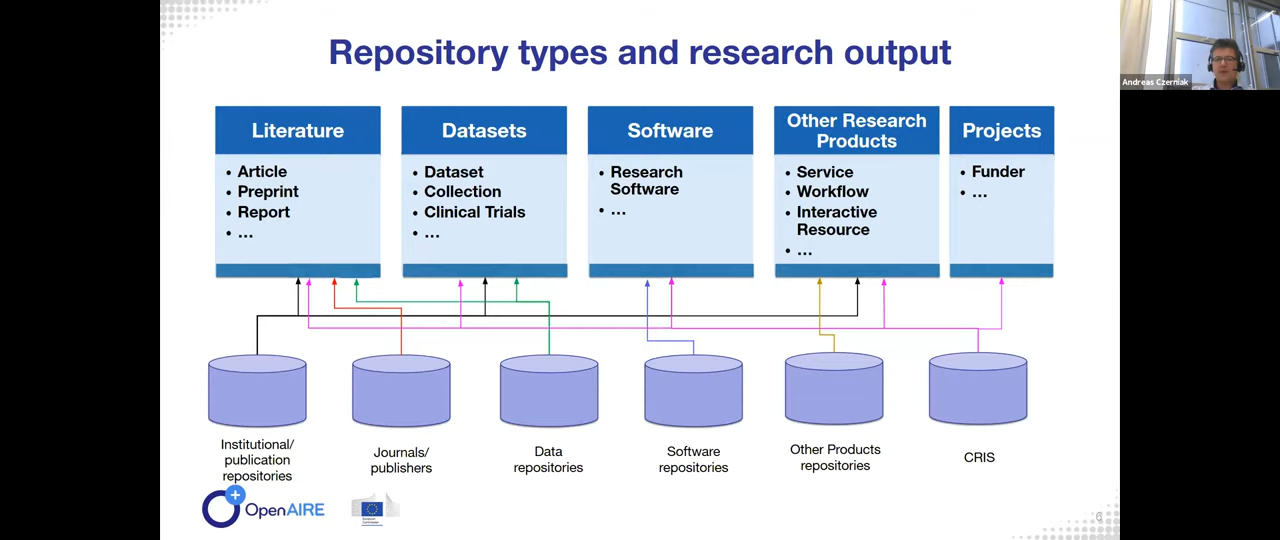 Repository types and research output
Andreas Czerniak
Literature
• Article
• Preprint
• Report
• ...
Datasets
• Dataset
• Collection
• Clinical Trials
• ...
Software
• Research
Software
• ...
Other Research
Products
• Service
• Workflow
• Interactive
Resource
• ...
Projects
• Funder
• ...
Institutional/
publication
repositories
Journals/
publishers
Data
repositories
Software
repositories
Other Products
repositories
CRIS
OpenAIRE
6